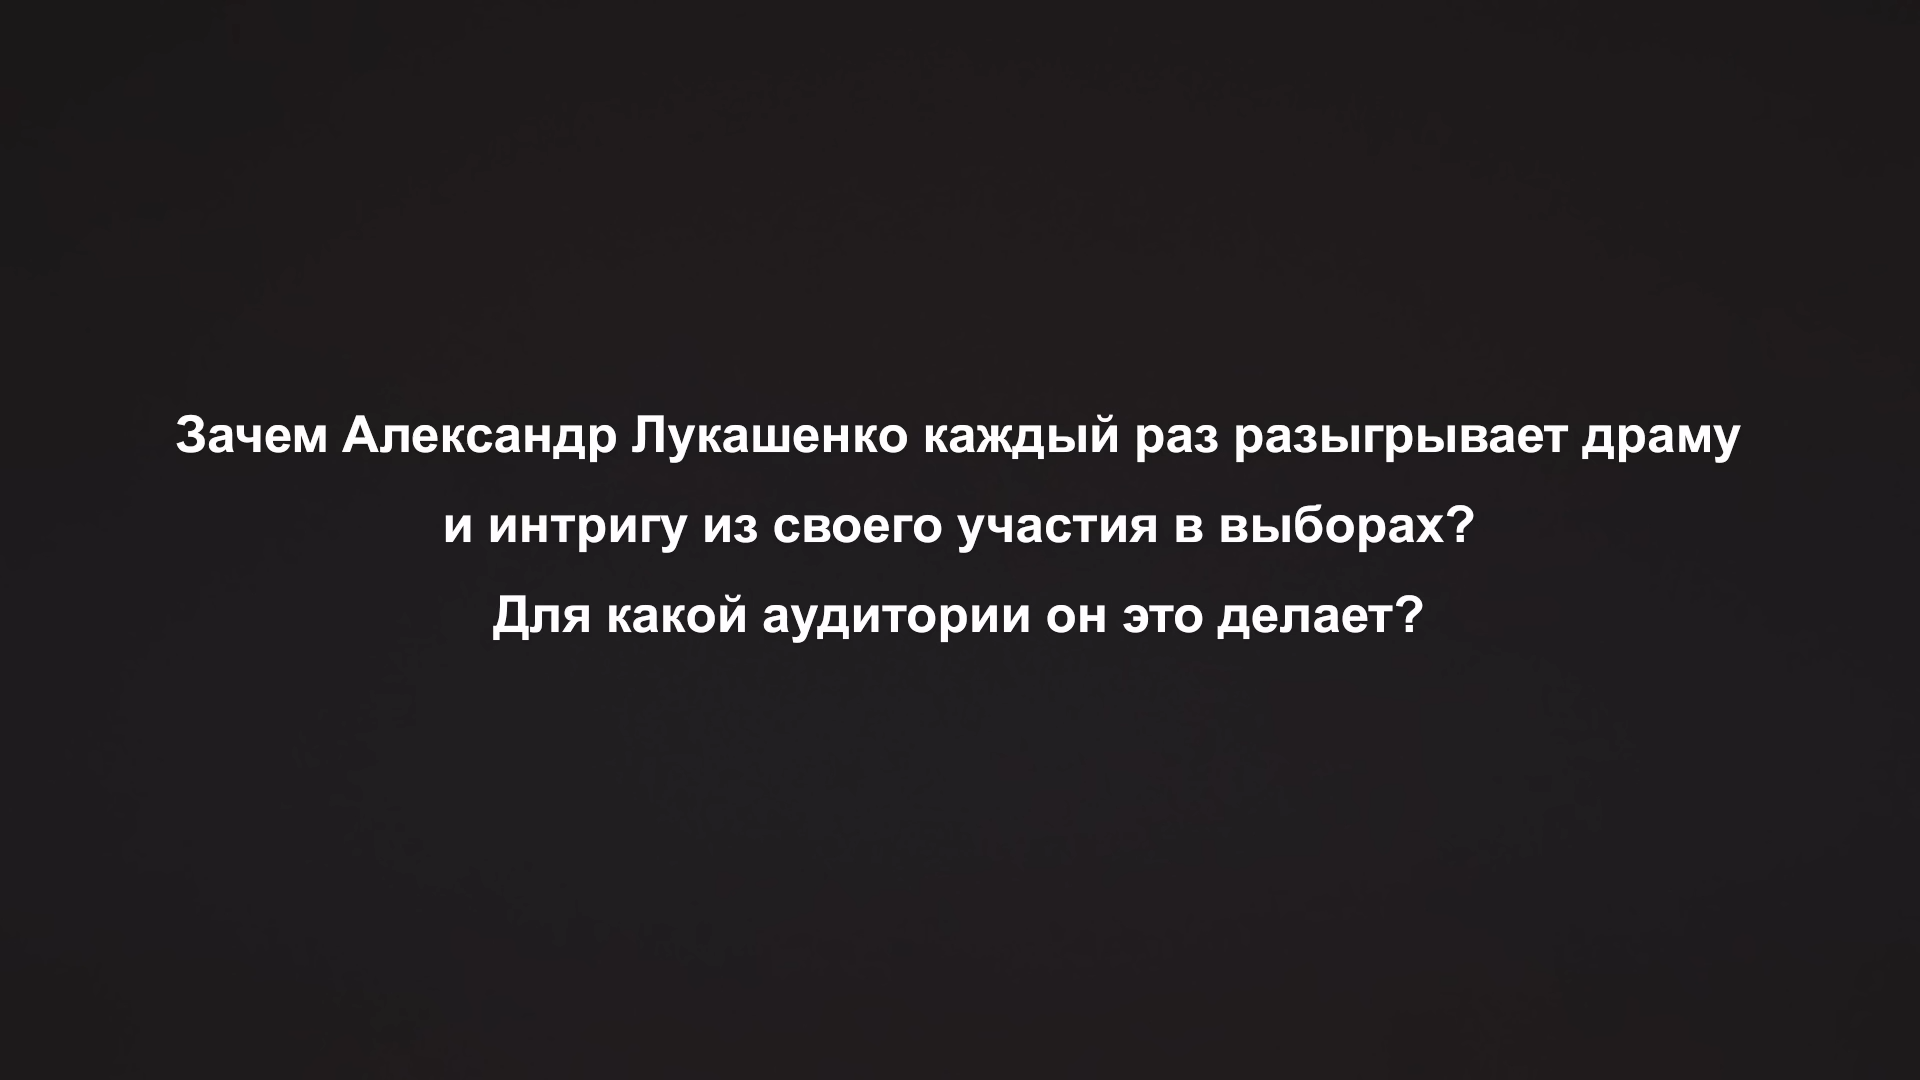 Зачем Александр Лукашенко каждый раз разыгрывает драму
и интригу из своего участия в выборах?
Для какой аудитории он это делает?